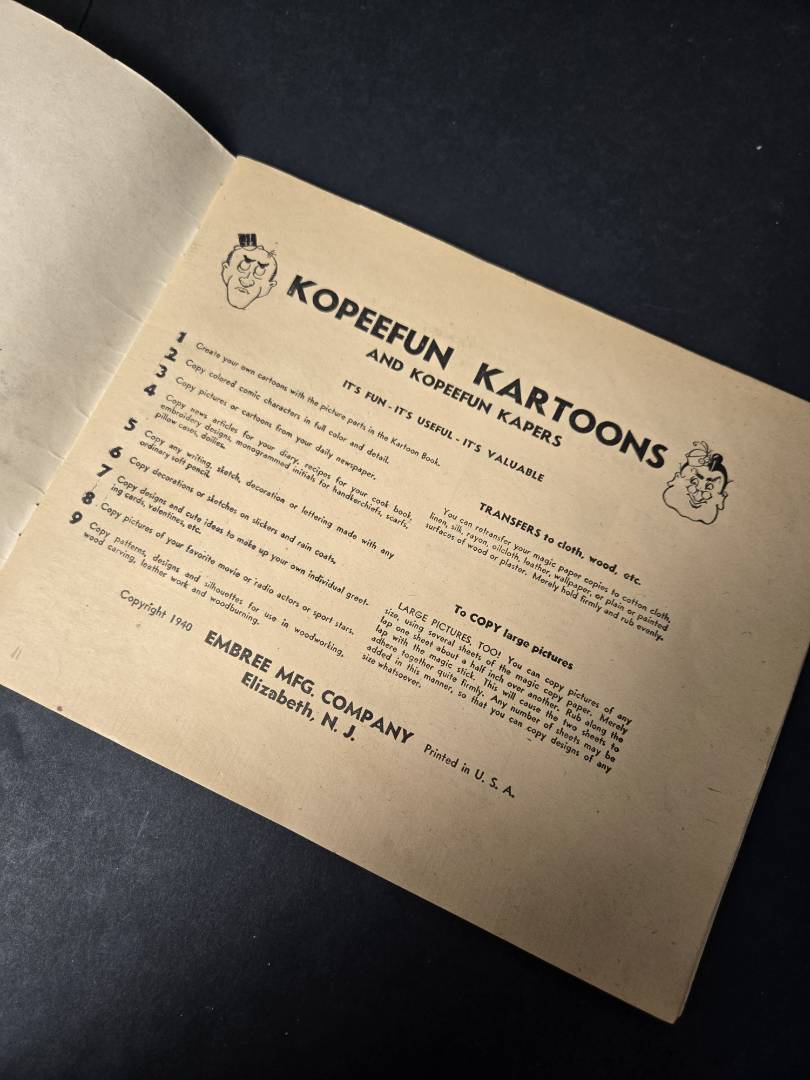 KOPEEFUN KARTOONS
AND KOPEEFUN KAPERS
IT'S FUN - IT'S USEFUL - IT'S VALUABLE
1 Create your own cartoons with the picture parts in the Kartoon Book.
2 Copy colored comic characters in full color and detail.
3 Copy pictures or cartoons from your daily newspaper.
4 Copy news articles for your diary, recipes for your cook book,
embroidery designs, monogrammed initials for handkerchiefs, scarfs,
pillow cases, doilies.
5 Copy any writing, sketch, decoration or lettering made with any
ordinary soft pencil.
6 Copy decorations or sketches on slickers and rain coats.
7 Copy designs and cute ideas to make up your own individual greet-
ing cards, valentines, etc.
8 Copy pictures of your favorite movie or radio actors or sport stars.
9 Copy patterns, designs and silhouettes for use in woodworking,
wood carving, leather work and woodburning.
TRANSFERS to cloth, wood, etc.
You can retransfer your magic paper copies to cotton cloth,
linen, silk, rayon, oilcloth, leather, wallpaper, or plain or painted
surfaces of wood or plaster. Merely hold firmly and rub evenly.
To COPY large pictures
LARGE PICTURES, TOO! You can copy pictures of any
size, using several sheets of the magic copy paper. Merely
lap one sheet about a half inch over another. Rub along the
lap with the magic stick. This will cause the two sheets to
adhere together quite firmly. Any number of sheets may be
added in this manner, so that you can copy designs of any
size whatsoever.
Copyright 1940
EMBREE MFG. COMPANY
Elizabeth, N. J.
Printed in U. S. A.